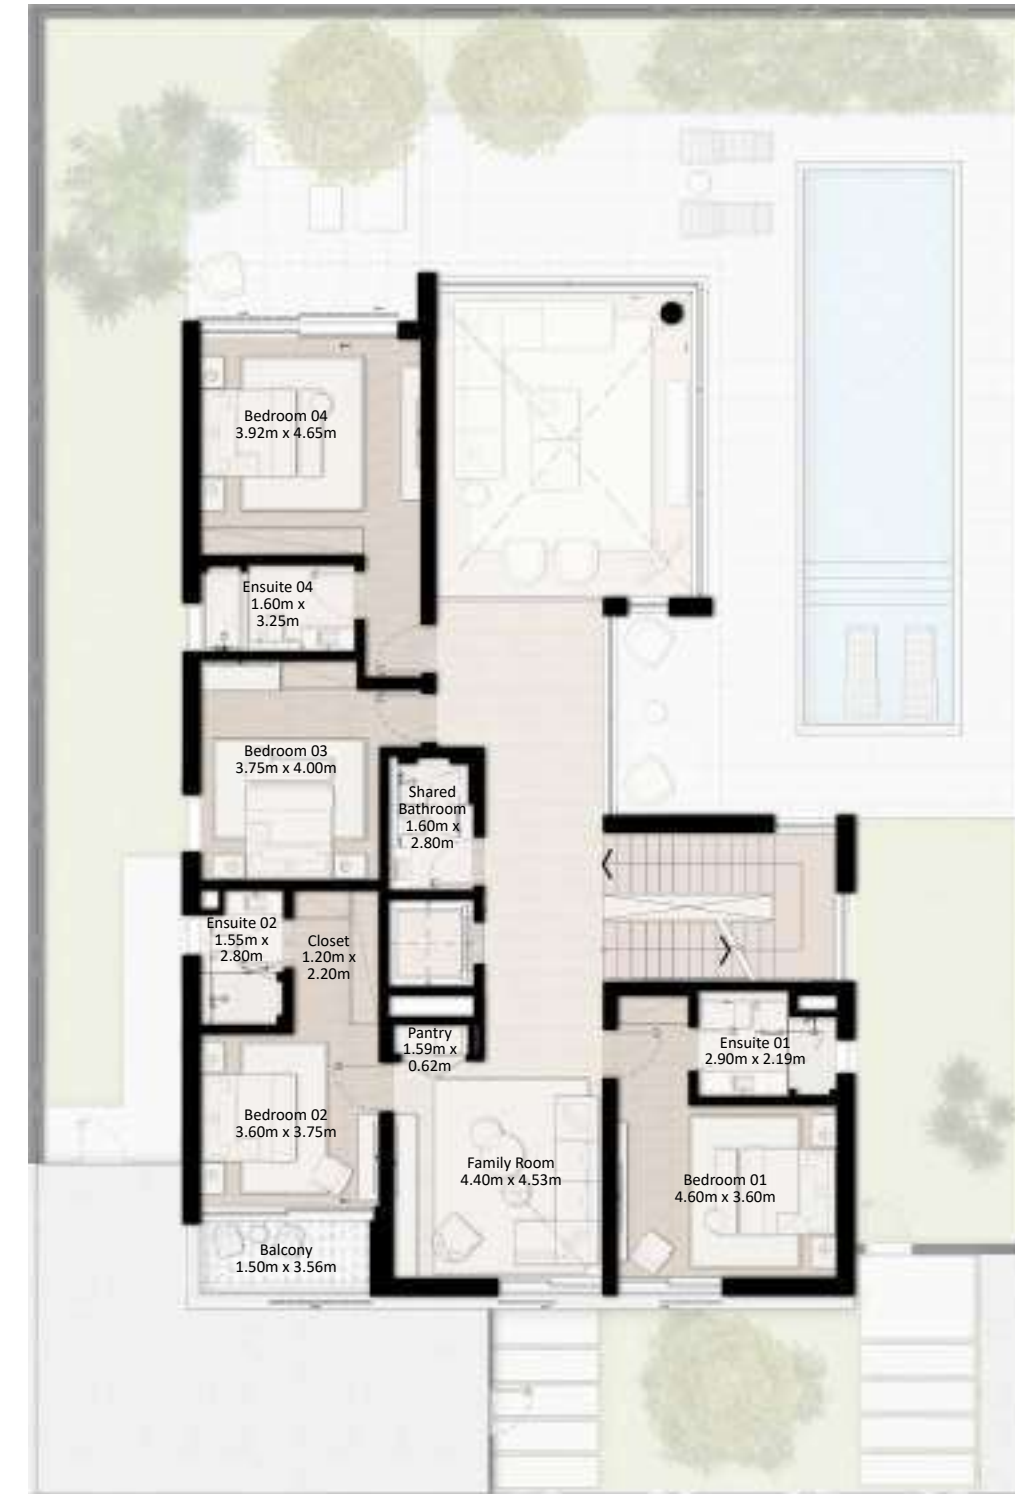 Bedroom 04
3.92m x 4.65m
Ensuite 04
1.60m x
3.25m
Bedroom 03
3.75m x 4.00m
Shared
Bathroom
1.60m x
2.80m
Ensuite 02
1.55m x
2.80m
Closet
1.20m x
2.20m
Pantry
1.59m x
0.62m
Ensuite 01
2.90m x 2.19m
Bedroom 02
3.60m x 3.75m
Family Room
4.40m x 4.53m
Bedroom 01
4.60m x 3.60m
Balcony
1.50m x 3.56m